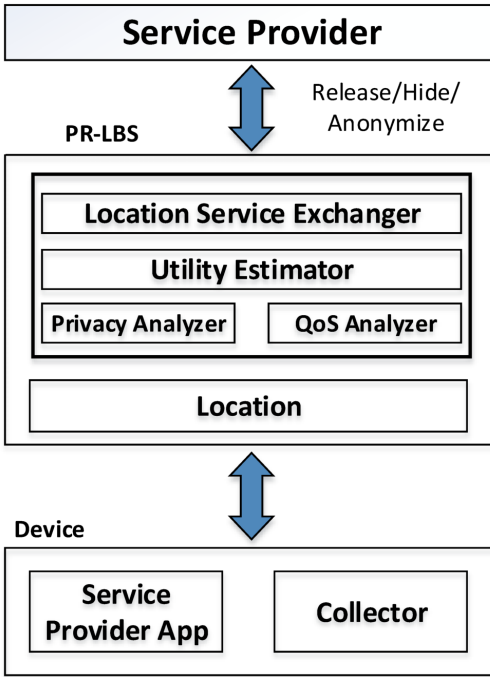 Service Provider
Release/Hide/
Anonymize
PR-LBS
Location Service Exchanger
Utility Estimator
Privacy Analyzer
QoS Analyzer
Location
Device
Service
Provider App
Collector